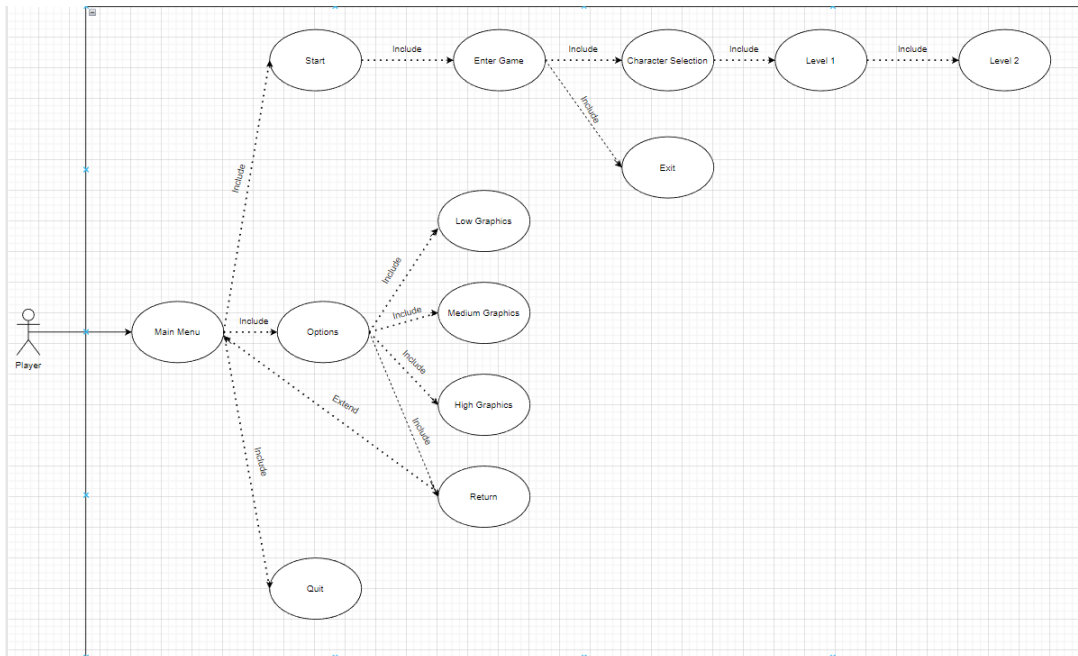 Start
Include
Enter Game
Include
Character Selection
Include
Level 1
Include
Level 2
Include
Exit
Include
Low Graphics
Include
Include
Medium Graphics
Player
Main Menu
Include
Options
Include
High Graphics
Extend
Include
Return
Include
Quit